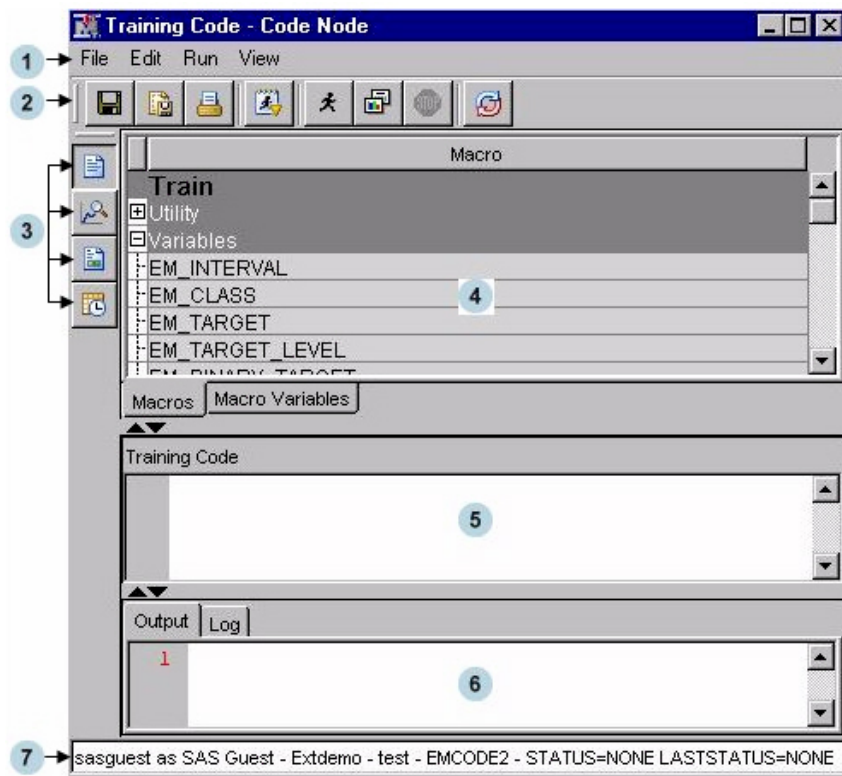 Training Code - Code Node
1 File Edit Run View
2
3
Macro
Train
Utility
Variables
EM_INTERVAL
EM_CLASS
4
EM_TARGET
EM_TARGET_LEVEL
EM_BINARY_TARGET
Macros Macro Variables
Training Code
5
Output Log
1
6
7 sasguest as SAS Guest - Extdemo - test - EMCODE2 - STATUS=NONE LASTSTATUS=NONE